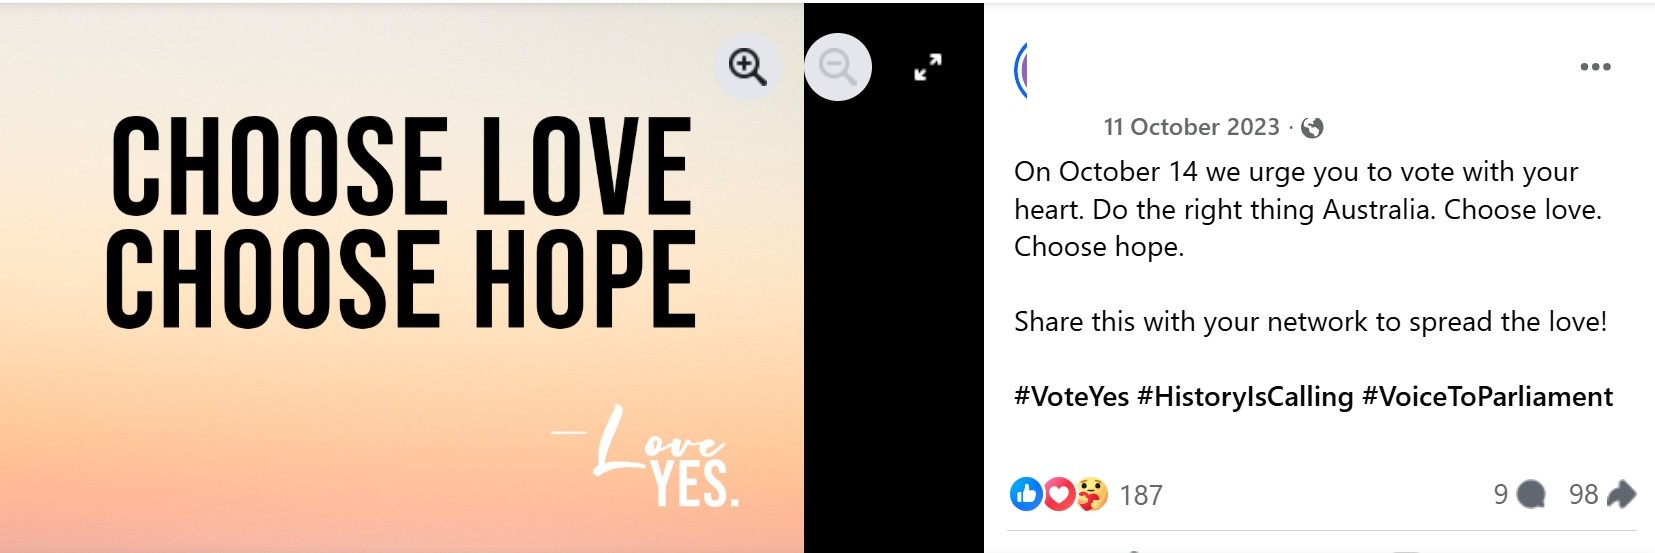 CHOOSE LOVE
CHOOSE HOPE
— Love
YES.
11 October 2023 ·
On October 14 we urge you to vote with your
heart. Do the right thing Australia. Choose love.
Choose hope.
Share this with your network to spread the love!
#VoteYes #HistoryIsCalling #VoiceToParliament
187
9
98